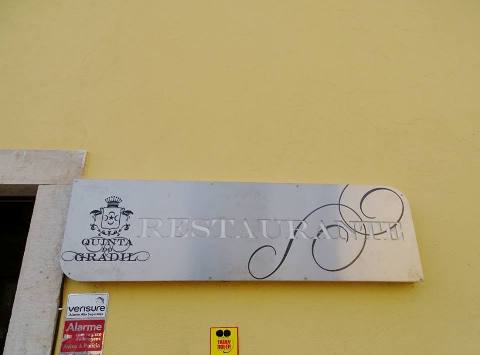 QUINTA
DO
GRADIL
RESTAURANTE
verisure
Alarme